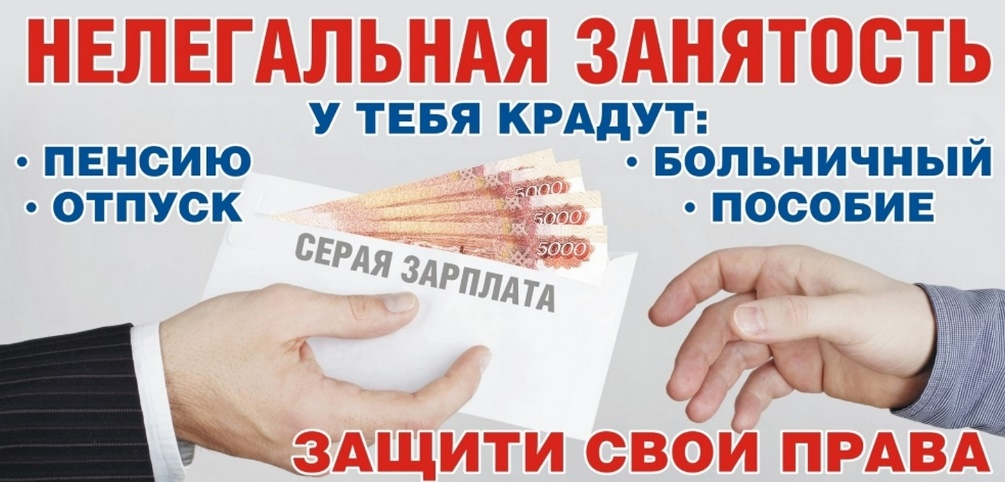 НЕЛЕГАЛЬНАЯ ЗАНЯТОСТЬ
У ТЕБЯ КРАДУТ:
• ПЕНСИЮ
• ОТПУСК
• БОЛЬНИЧНЫЙ
• ПОСОБИЕ
5000
5000
5000
СЕРАЯ ЗАРПЛАТА
ЗАЩИТИ СВОИ ПРАВА